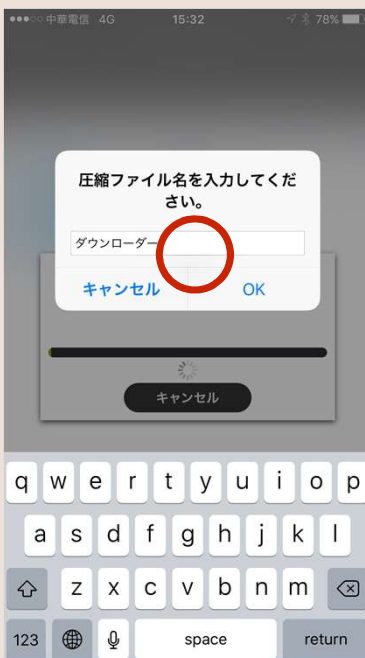 中華電信 4G 15:32 78%
圧縮ファイル名を入力してくだ
さい。
ダウンローダー
キャンセル OK
キャンセル
q w e r t y u i o p
a s d f g h j k l
z x c v b n m
123 space return